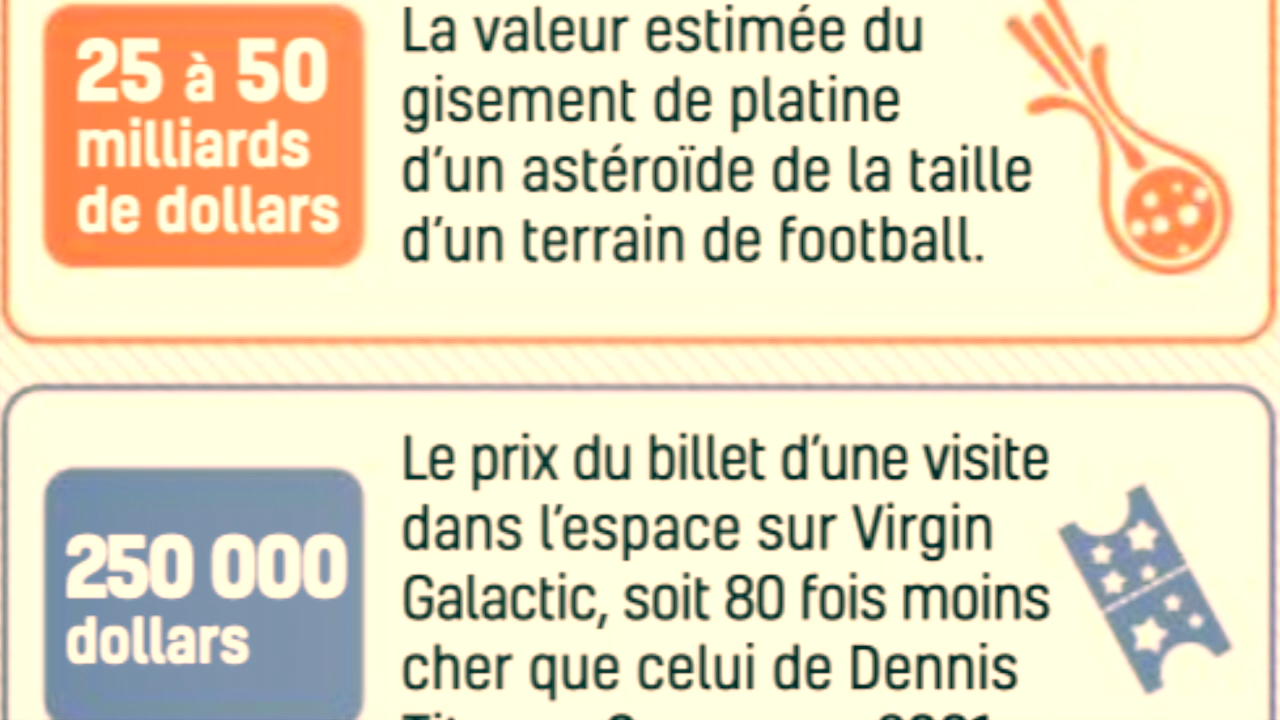 25 à 50
milliards
de dollars
La valeur estimée du
gisement de platine
d'un astéroïde de la taille
d'un terrain de football.
250 000
dollars
Le prix du billet d'une visite
dans l'espace sur Virgin
Galactic, soit 80 fois moins
cher que celui de Dennis